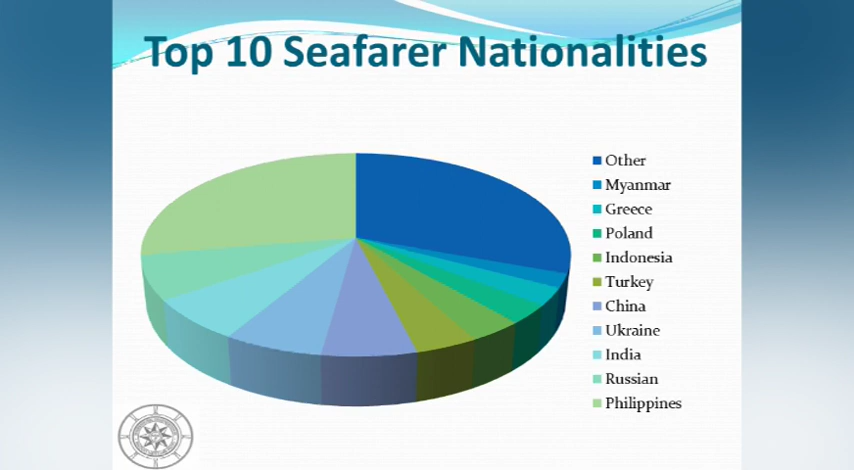 Top 10 Seafarer Nationalities
Other
Myanmar
Greece
Poland
Indonesia
Turkey
China
Ukraine
India
Russian
Philippines